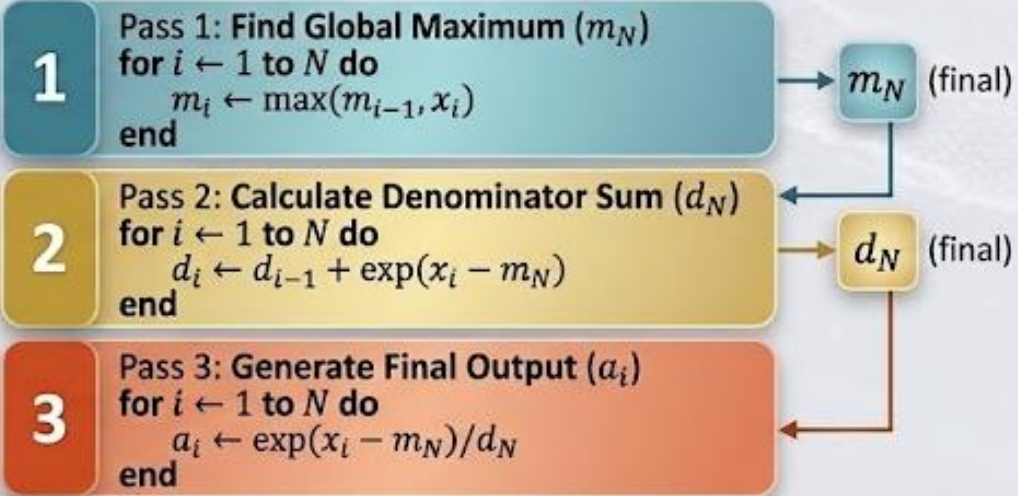 1
Pass 1: Find Global Maximum (m_N)
for i ← 1 to N do
m_i ← max(m_{i−1}, x_i)
end
m_N (final)
2
Pass 2: Calculate Denominator Sum (d_N)
for i ← 1 to N do
d_i ← d_{i−1} + exp(x_i − m_N)
end
d_N (final)
3
Pass 3: Generate Final Output (a_i)
for i ← 1 to N do
a_i ← exp(x_i − m_N)/d_N
end